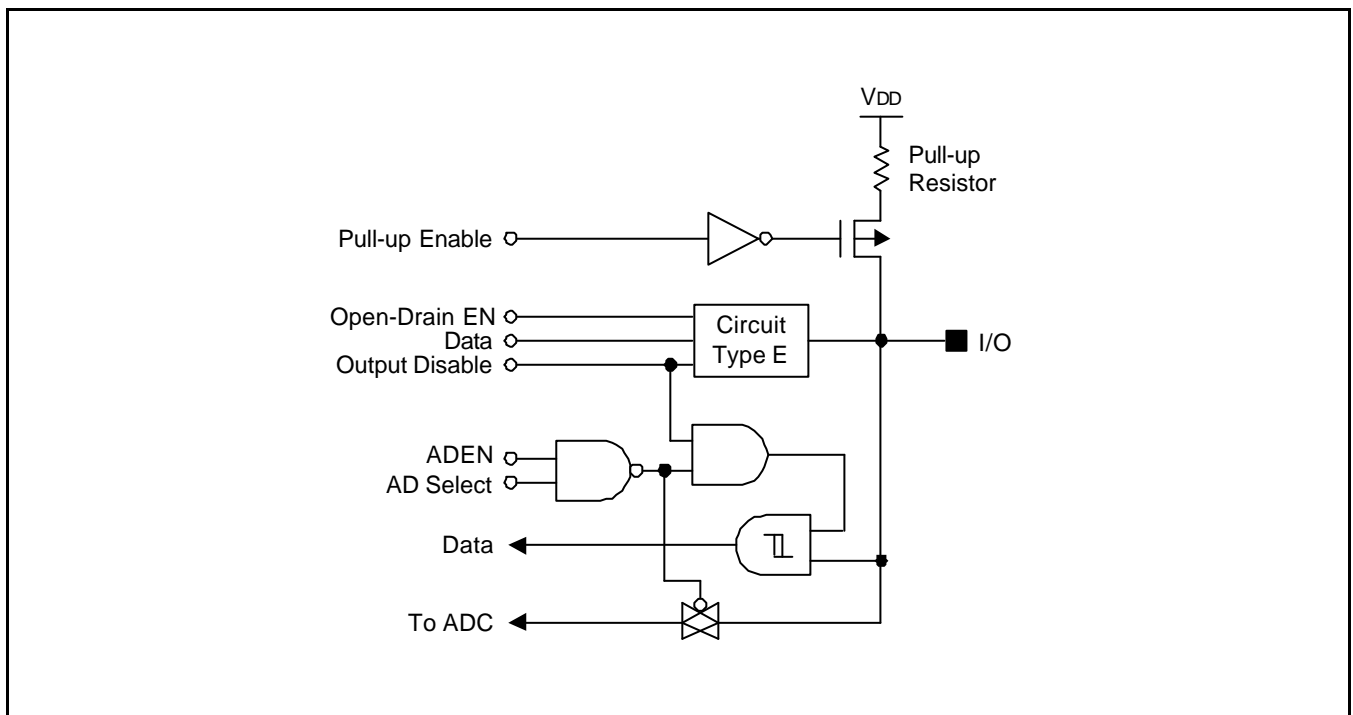 VDD
Pull-up
Resistor
Pull-up Enable
Open-Drain EN
Data
Output Disable
Circuit
Type E
I/O
ADEN
AD Select
Data
To ADC